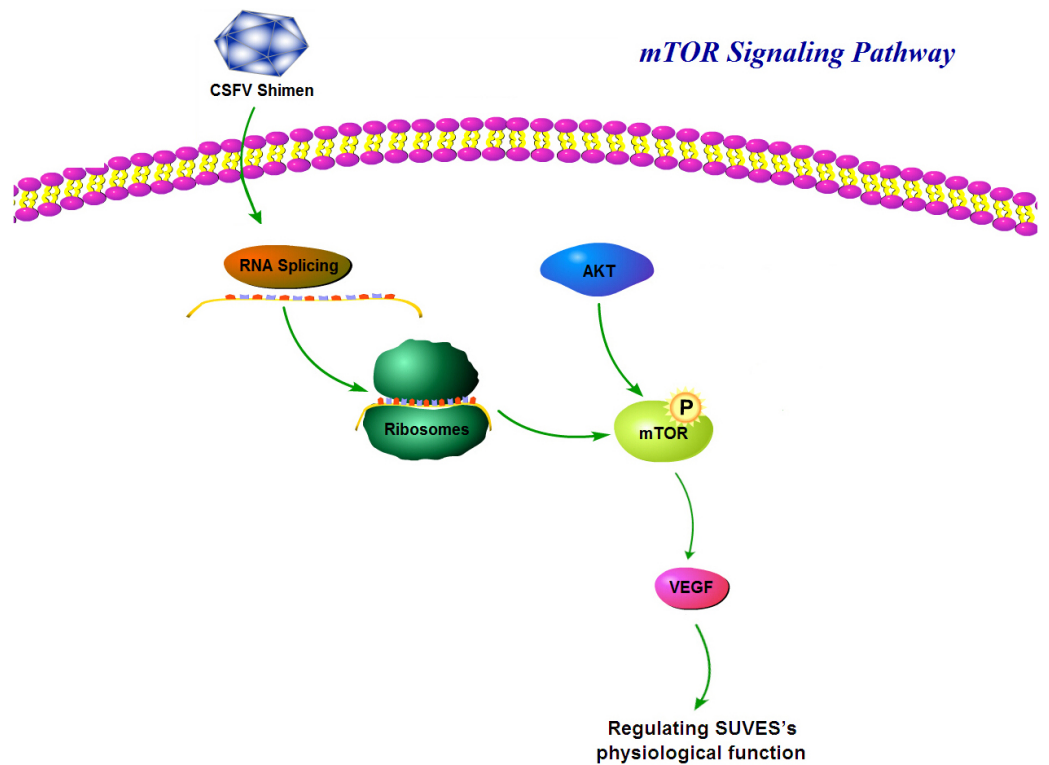 mTOR Signaling Pathway
CSFV Shimen
RNA Splicing
AKT
P
Ribosomes
mTOR
VEGF
Regulating SUVES's
physiological function